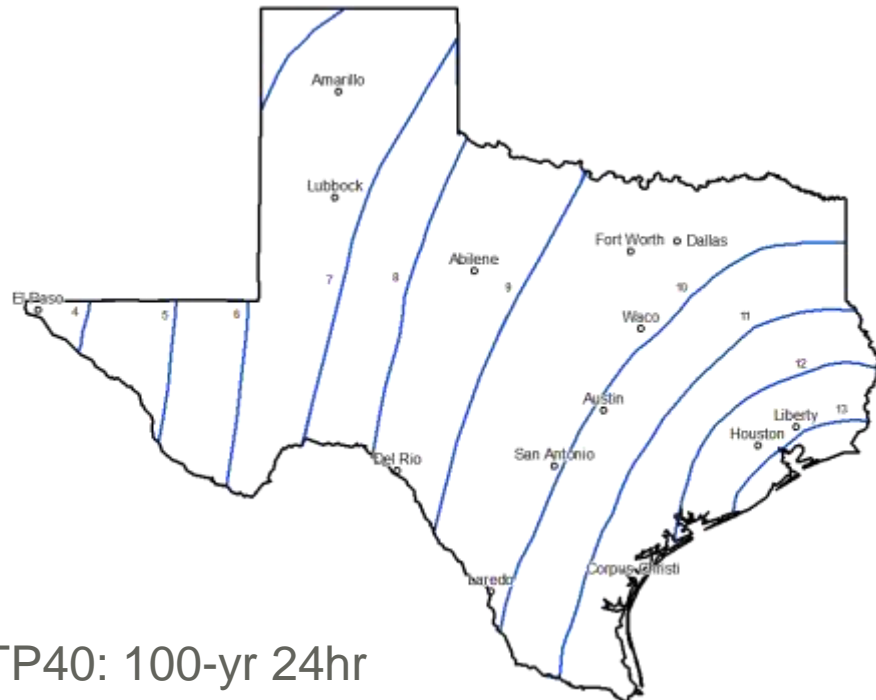 Amarillo
Lubbock
Fort Worth
Dallas
Abilene
7
8
9
10
El Paso
4
5
6
Waco
11
12
Austin
13
Liberty
Houston
San Antonio
Del Rio
Corpus Christi
Laredo
TP40: 100-yr 24hr